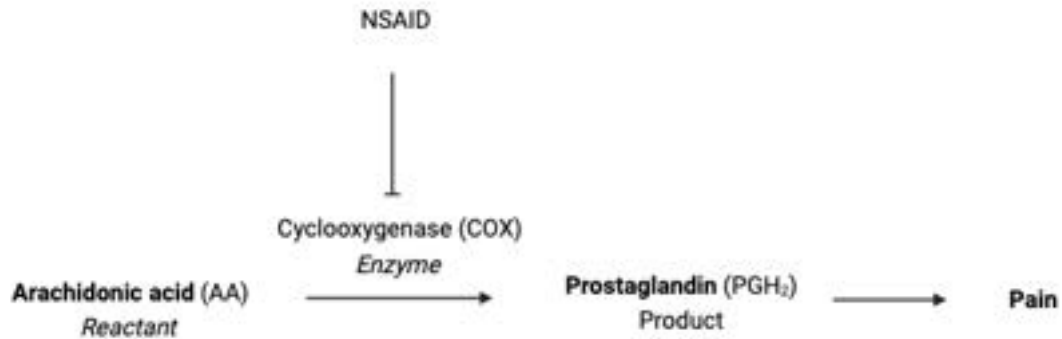 NSAID
Cyclooxygenase (COX)
Enzyme
Arachidonic acid (AA)
Reactant
Prostaglandin (PGH₂)
Product
Pain